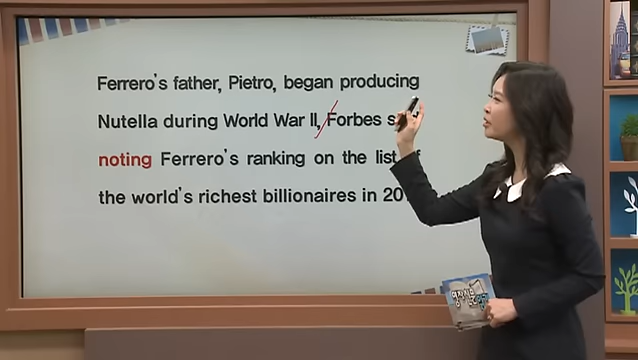 Ferrero's father, Pietro, began producing
Nutella during World War II, Forbes
noting Ferrero's ranking on the list
the world's richest billionaires in